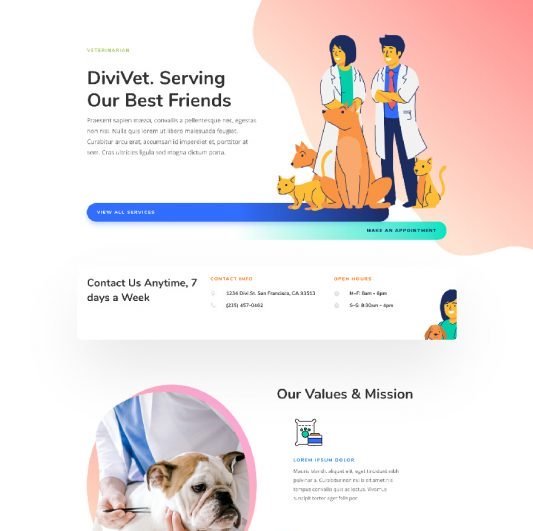 VETERINARIAN
DiviVet. Serving
Our Best Friends
Praesent sapien massa, convallis a pellentesque nec, egestas
non nisi. Nulla quis lorem ut libero malesuada feugiat.
Curabitur arcu erat, accumsan id imperdiet et, porttitor at
sem. Cras ultricies ligula sed magna dictum porta.
VIEW ALL SERVICES
MAKE AN APPOINTMENT
Contact Us Anytime, 7
days a Week
CONTACT INFO
1234 Divi St. San Francisco, CA 93513
(235) 457-0462
OPEN HOURS
M–F: 8am – 6pm
S–S: 8:30am – 4pm
Our Values & Mission
LOREM IPSUM DOLOR
Mauris blandit aliquet elit, eget tincidunt nibh
pulvinar a. Curabitur non nulla sit amet nisl
tempus convallis quis ac lectus. Vivamus
suscipit tortor eget felis por